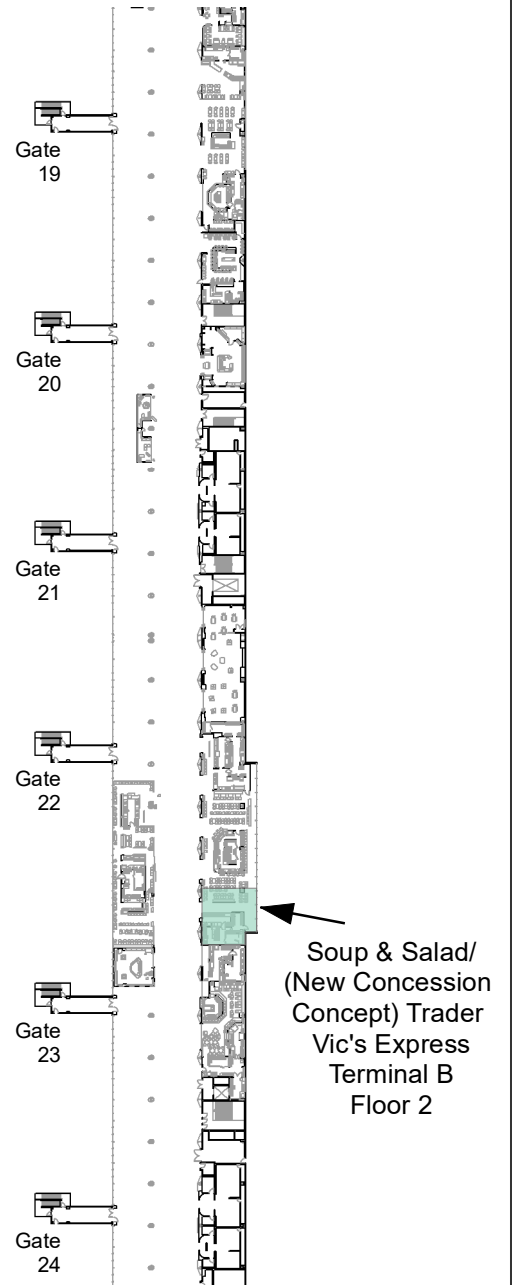 Gate
19
Gate
20
Gate
21
Gate
22
Soup & Salad/
(New Concession
Concept) Trader
Vic's Express
Terminal B
Floor 2
Gate
23
Gate
24